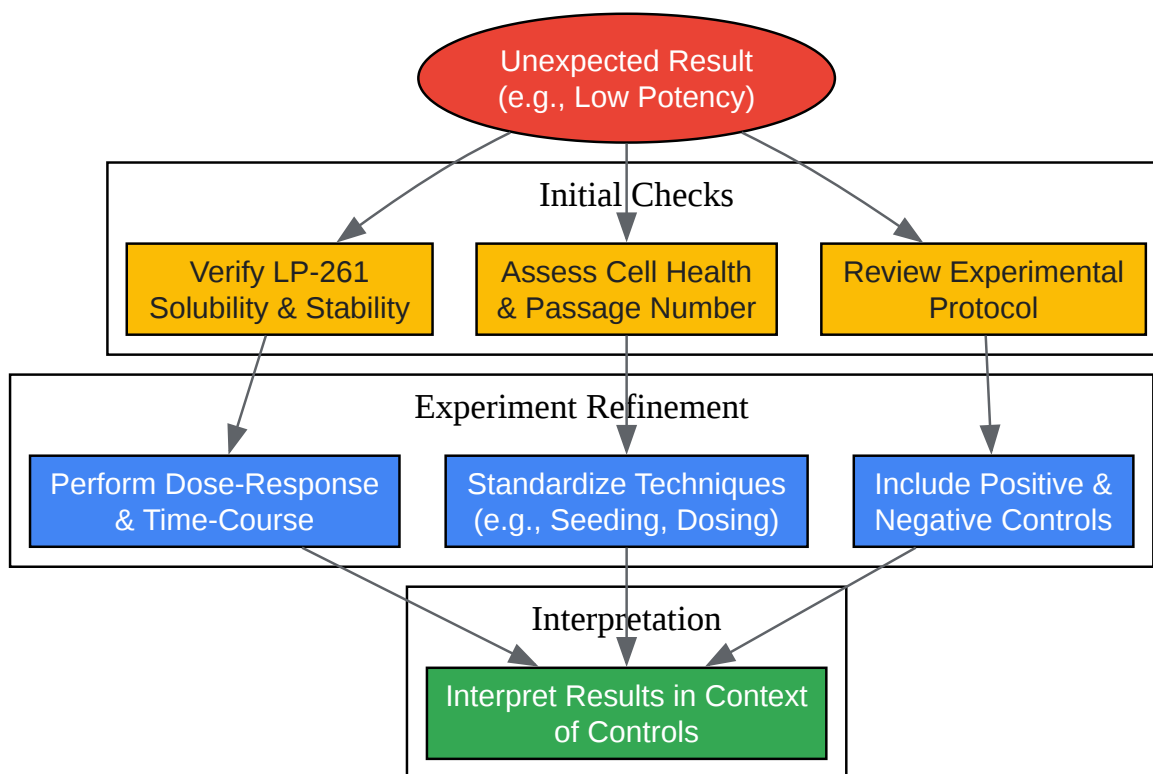 Unexpected Result
(e.g., Low Potency)
Initial Checks
Verify LP-261
Solubility & Stability
Assess Cell Health
& Passage Number
Review Experimental
Protocol
Experiment Refinement
Perform Dose-Response
& Time-Course
Standardize Techniques
(e.g., Seeding, Dosing)
Include Positive &
Negative Controls
Interpretation
Interpret Results in Context
of Controls